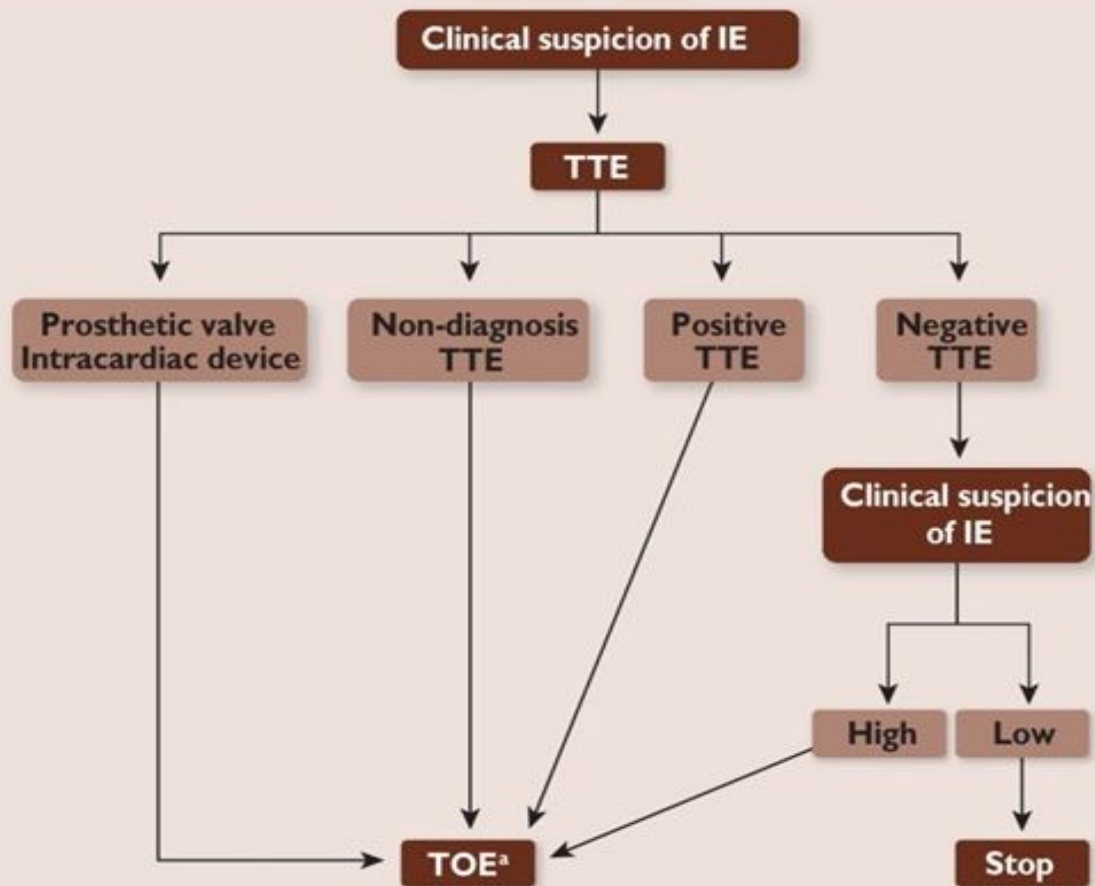 Clinical suspicion of IE
TTE
Prosthetic valve
Intracardiac device
Non-diagnosis
TTE
Positive
TTE
Negative
TTE
Clinical suspicion
of IE
High
Low
TOEᵃ
Stop